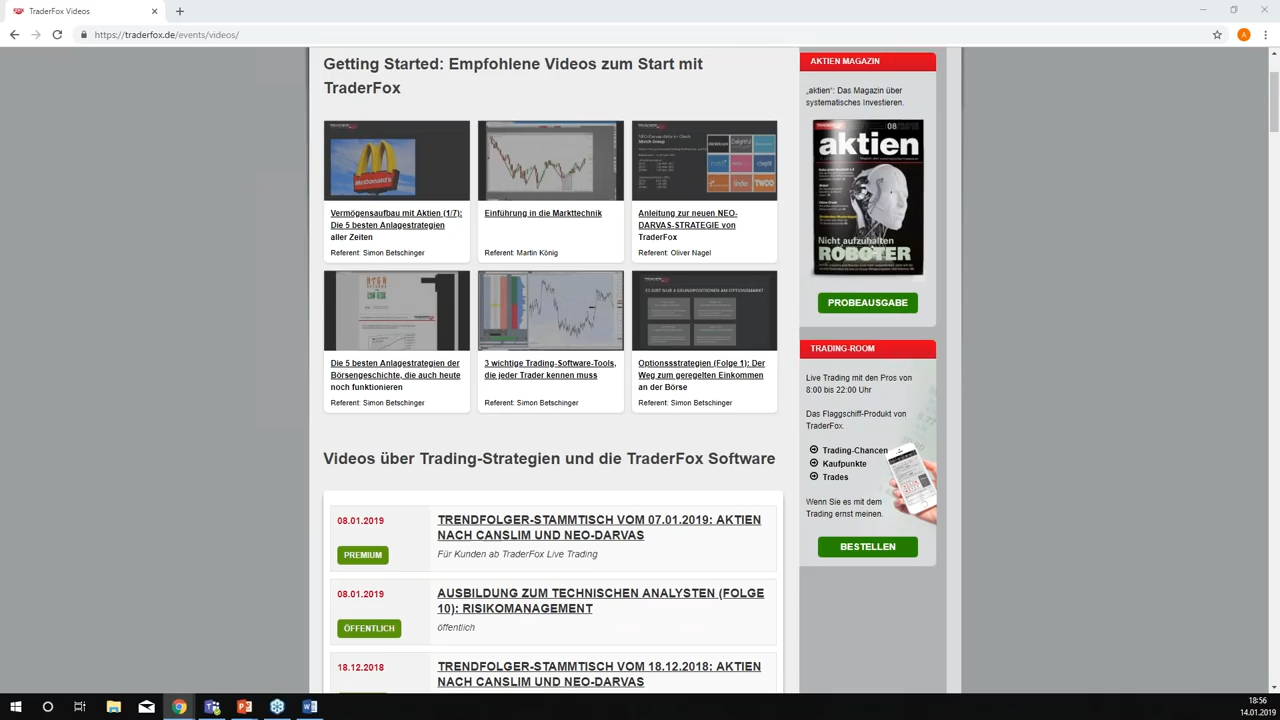 TraderFox Videos
https://traderfox.de/events/videos/
A
Getting Started: Empfohlene Videos zum Start mit
TraderFox
McDonald's
Vermögensaufbau mit Aktien (1/7):
Die 5 besten Anlagestrategien
aller Zeiten
Referent: Simon Betschinger
Einführung in die Markttechnik
Referent: Martin König
Anleitung zur neuen NEO-
DARVAS-STRATEGIE von
TraderFox
Referent: Oliver Nagel
Die 5 besten Anlagestrategien der
Börsengeschichte, die auch heute
noch funktionieren
Referent: Simon Betschinger
3 wichtige Trading-Software-Tools,
die jeder Trader kennen muss
Referent: Simon Betschinger
ES GIBT NUR 4 GRUNDPOSITIONEN AM OPTIONSMARKT
Optionssstrategien (Folge 1): Der
Weg zum geregelten Einkommen
an der Börse
Referent: Simon Betschinger
Videos über Trading-Strategien und die TraderFox Software
08.01.2019
PREMIUM
TRENDFOLGER-STAMMTISCH VOM 07.01.2019: AKTIEN
NACH CANSLIM UND NEO-DARVAS
Für Kunden ab TraderFox Live Trading
08.01.2019
ÖFFENTLICH
AUSBILDUNG ZUM TECHNISCHEN ANALYSTEN (FOLGE
10): RISIKOMANAGEMENT
öffentlich
18.12.2018
TRENDFOLGER-STAMMTISCH VOM 18.12.2018: AKTIEN
NACH CANSLIM UND NEO-DARVAS
AKTIEN MAGAZIN
„aktien“: Das Magazin über
systematisches Investieren.
aktien
Nicht aufzuhalten
ROBOTER
PROBEAUSGABE
TRADING-ROOM
Live Trading mit den Pros von
8:00 bis 22:00 Uhr
Das Flaggschiff-Produkt von
TraderFox.
Trading-Chancen
Kaufpunkte
Trades
Wenn Sie es mit dem
Trading ernst meinen.
BESTELLEN
18:56
14.01.2019